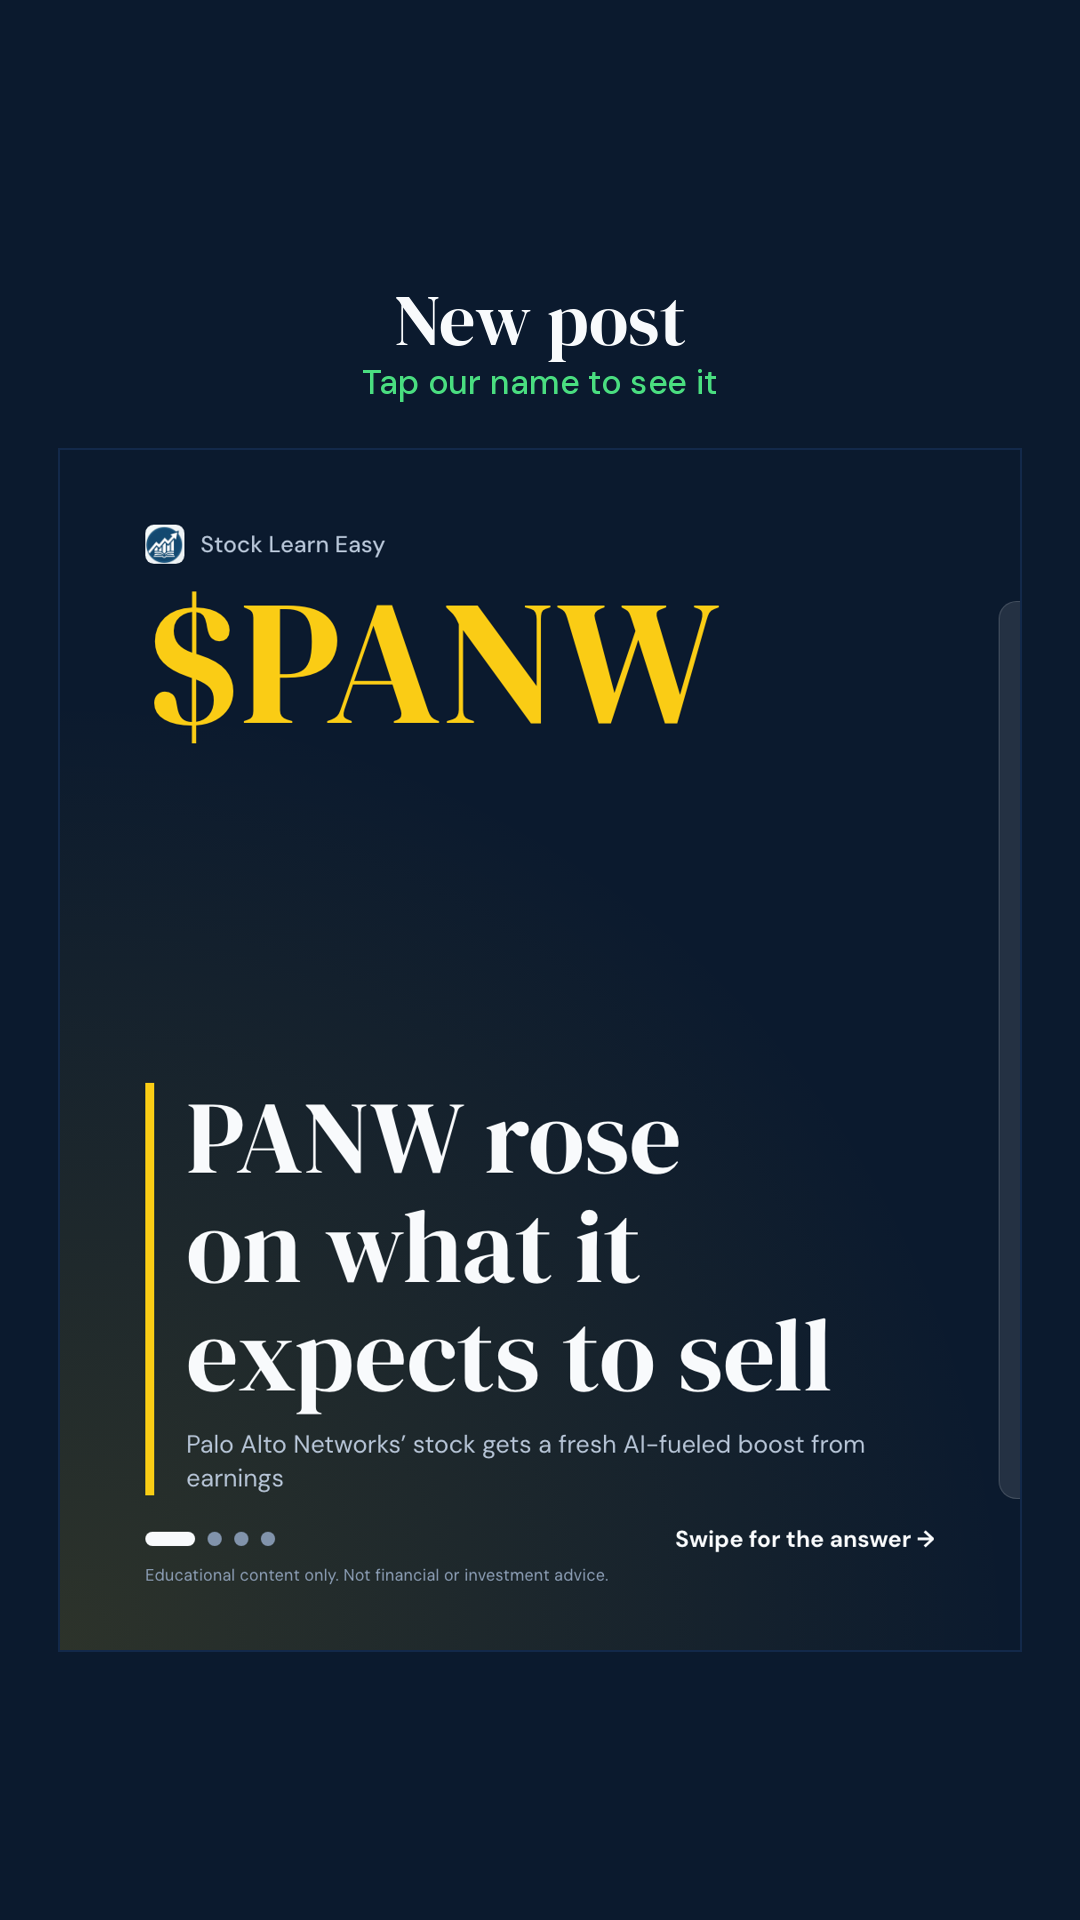 New post
Tap our name to see it
Stock Learn Easy
$PANW
PANW rose
on what it
expects to sell
Palo Alto Networks’ stock gets a fresh AI-fueled boost from
earnings
Swipe for the answer →
Educational content only. Not financial or investment advice.